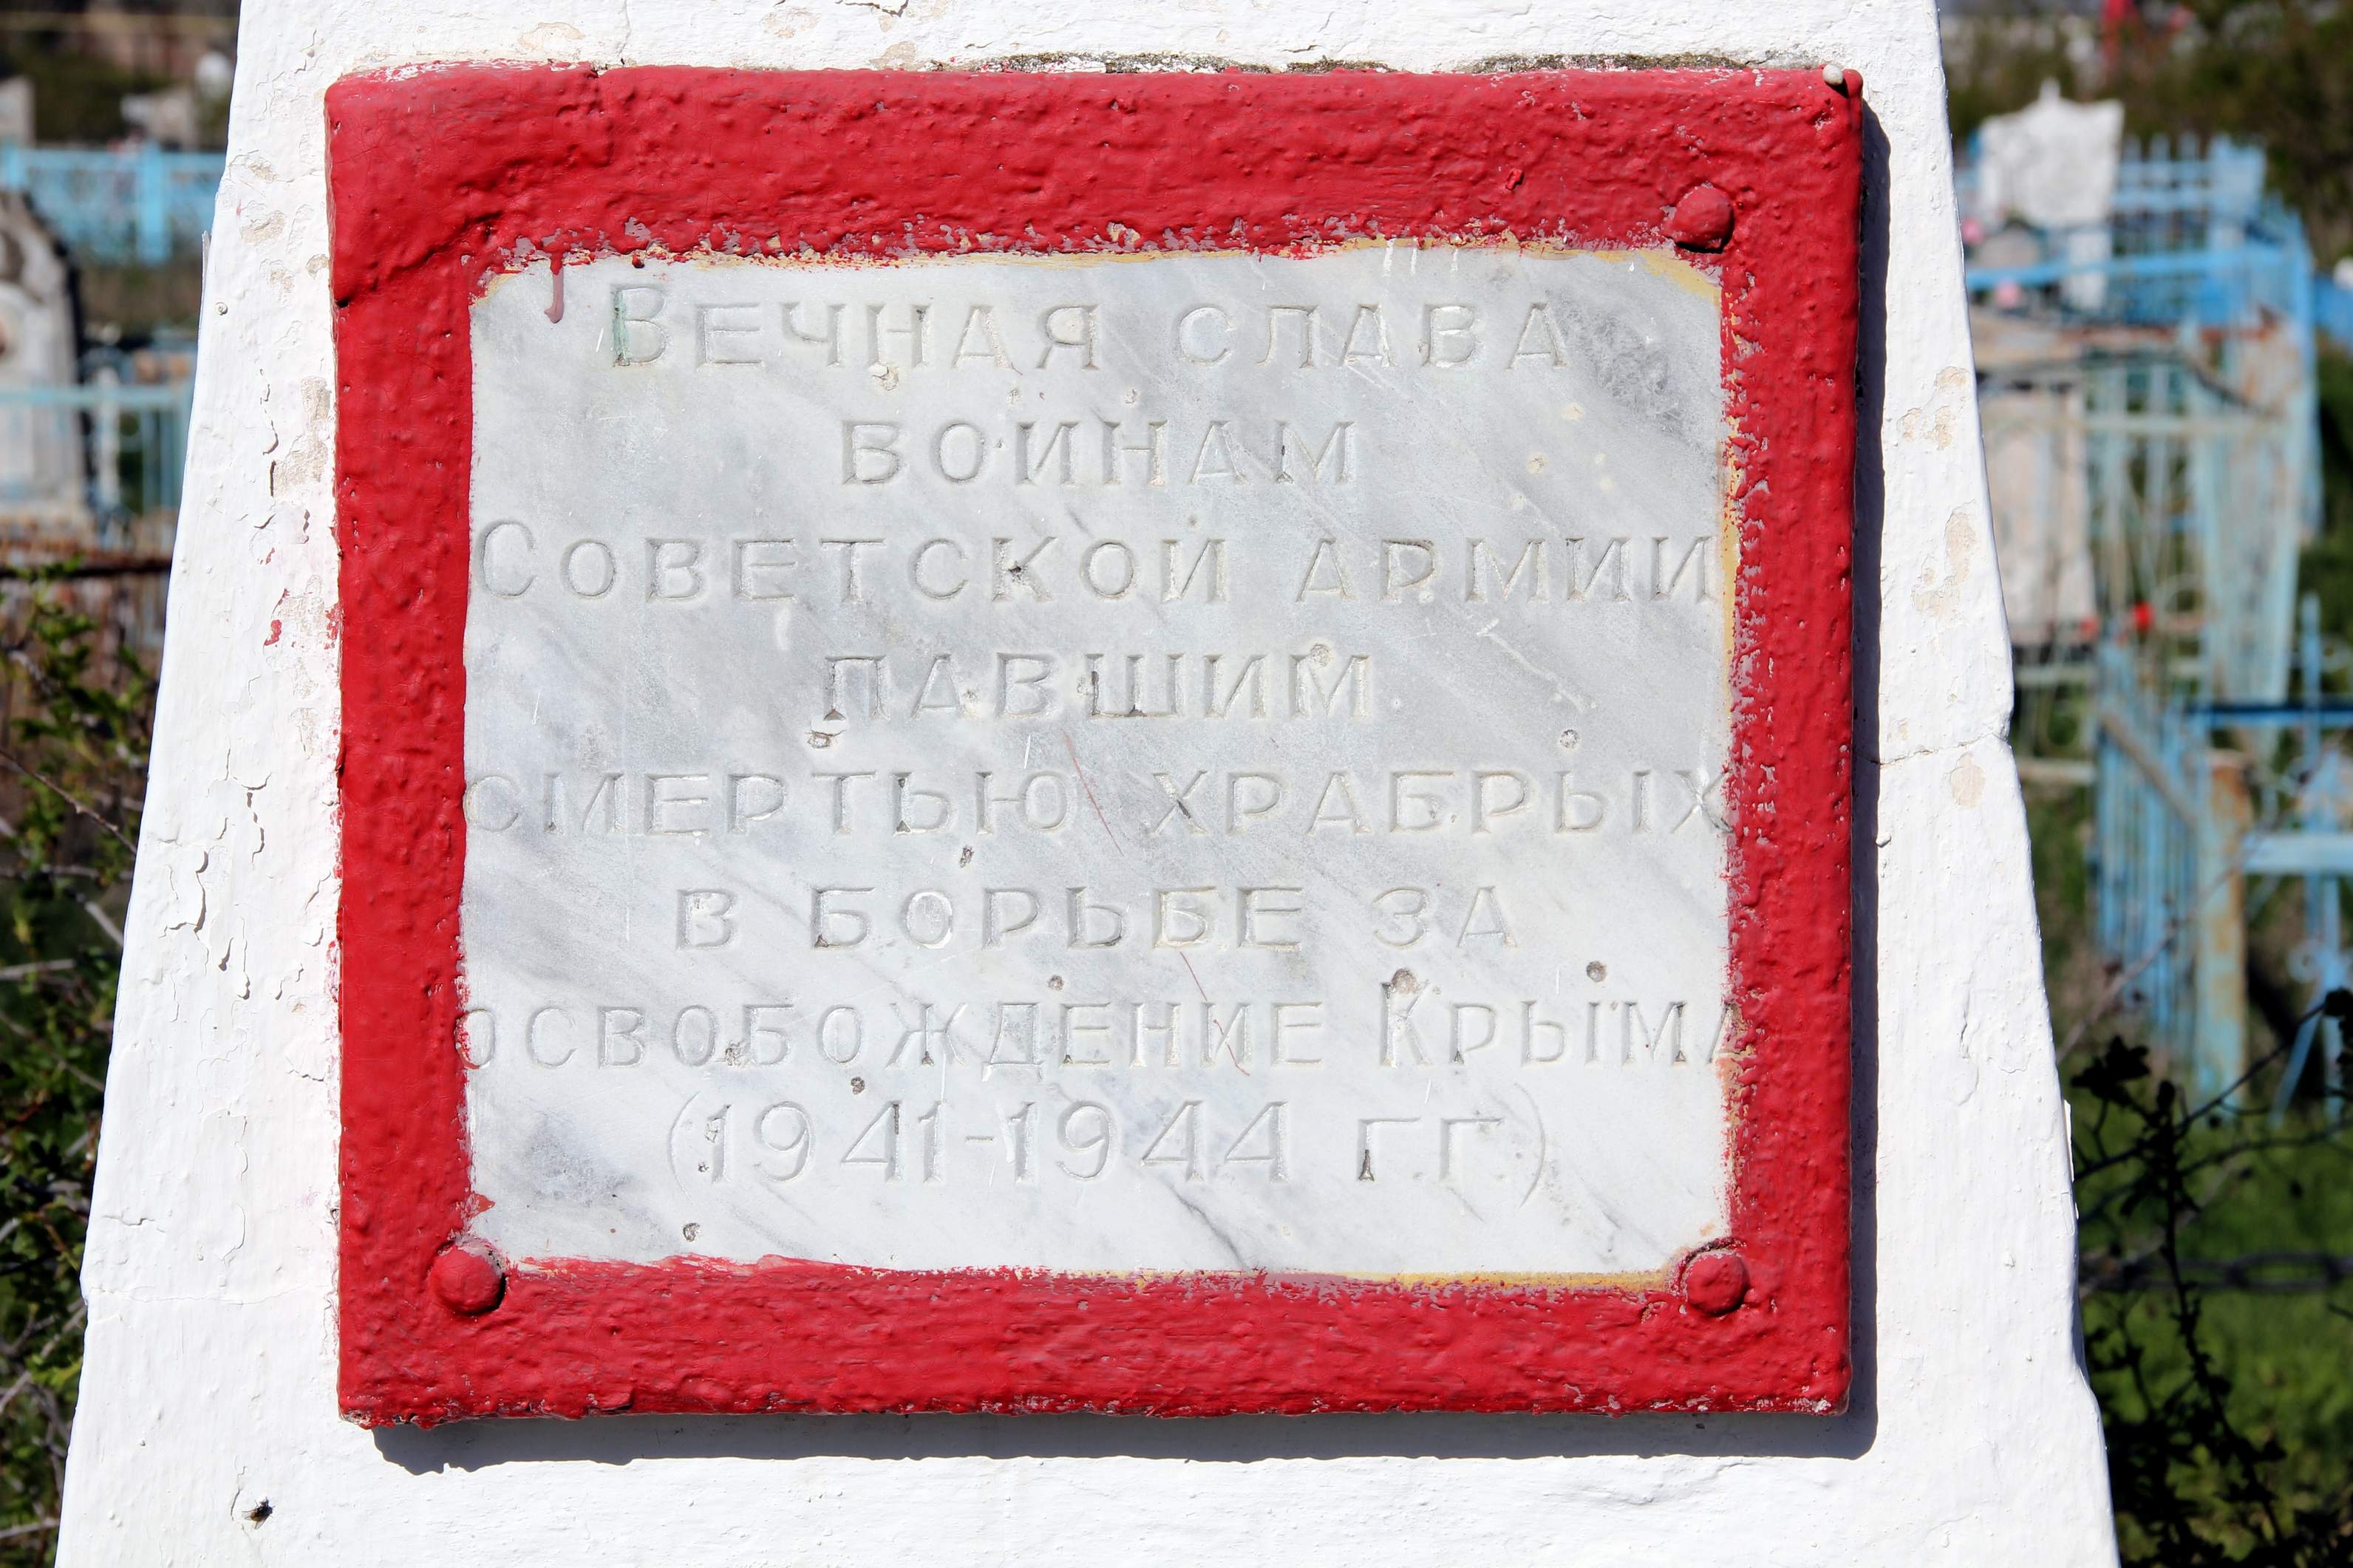 Вечная слава
воинам
Советской армии
павшим
смертью храбрых
в борьбе за
освобождение Крыма
(1941-1944 г.г.)